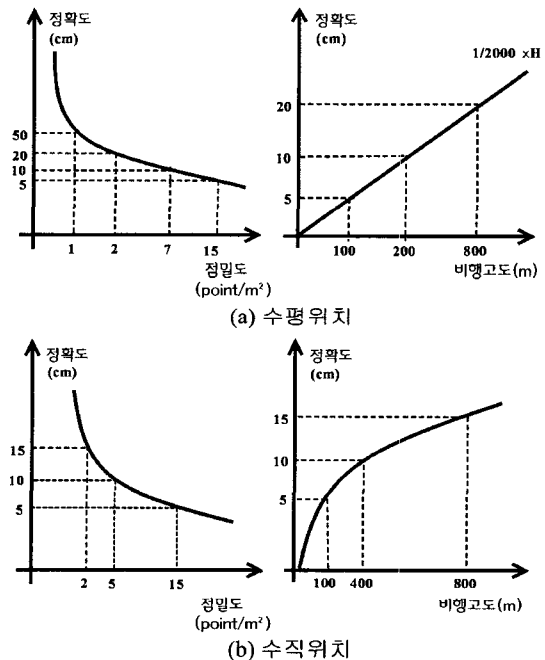 정확도
(cm)
50
20
10
5
1 2 7 15
점밀도
(point/m²)
정확도
(cm)
1/2000 ×H
20
10
5
100 200 800
비행고도(m)
(a) 수평위치
정확도
(cm)
15
10
5
2 5 15
점밀도
(point/m²)
정확도
(cm)
15
10
5
100 400 800
비행고도(m)
(b) 수직위치